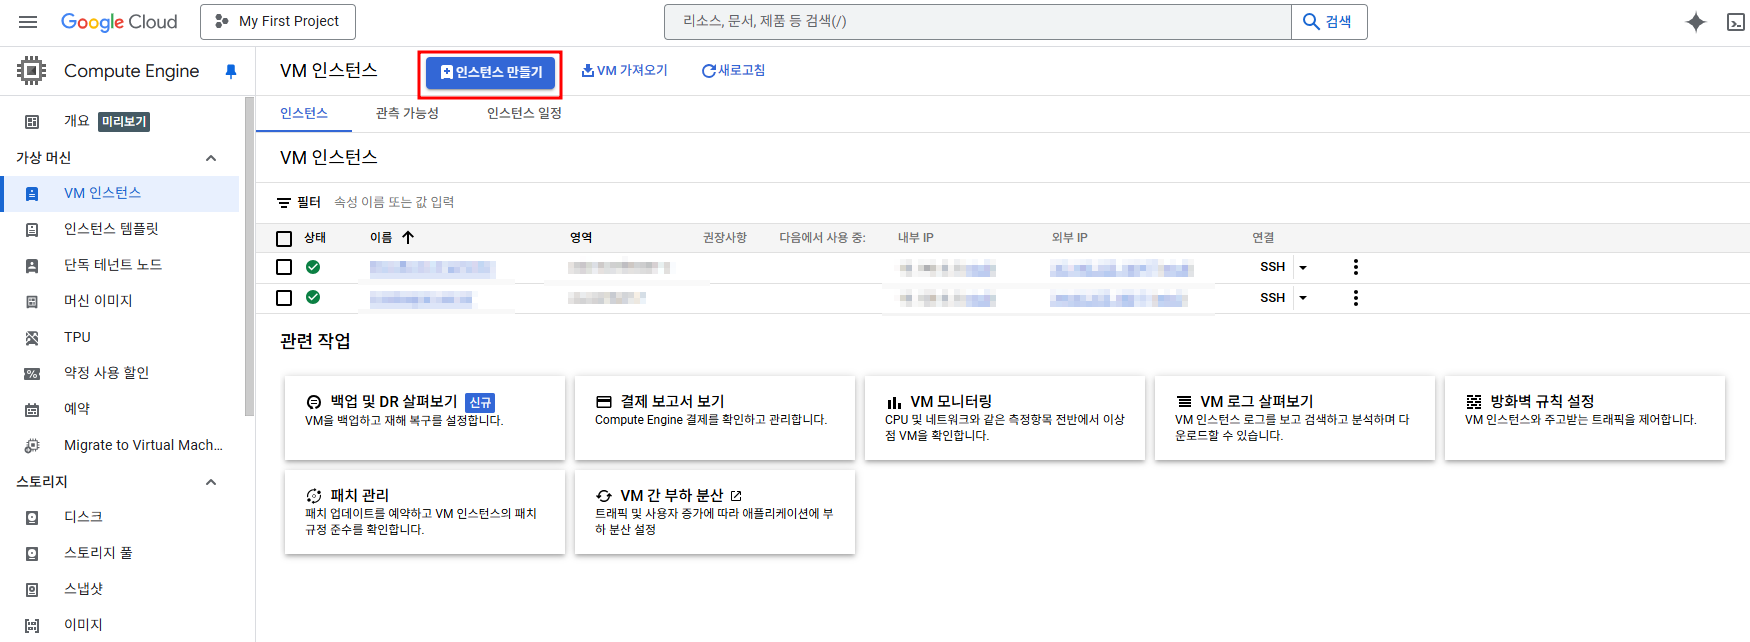 Google Cloud
My First Project
리소스, 문서, 제품 등 검색(/)
검색
Compute Engine
VM 인스턴스
인스턴스 만들기
VM 가져오기
새로고침
개요 미리보기
가상 머신
VM 인스턴스
인스턴스 템플릿
단독 테넌트 노드
머신 이미지
TPU
약정 사용 할인
예약
Migrate to Virtual Mach...
스토리지
디스크
스토리지 풀
스냅샷
이미지
인스턴스
관측 가능성
인스턴스 일정
VM 인스턴스
필터 속성 이름 또는 값 입력
상태 이름 영역 권장사항 다음에서 사용 중: 내부 IP 외부 IP 연결
SSH
SSH
관련 작업
백업 및 DR 살펴보기 신규
VM을 백업하고 재해 복구를 설정합니다.
결제 보고서 보기
Compute Engine 결제를 확인하고 관리합니다.
VM 모니터링
CPU 및 네트워크와 같은 측정항목 전반에서 이상
점 VM을 확인합니다.
VM 로그 살펴보기
VM 인스턴스 로그를 보고 검색하고 분석하며 다
운로드할 수 있습니다.
방화벽 규칙 설정
VM 인스턴스와 주고받는 트래픽을 제어합니다.
패치 관리
패치 업데이트를 예약하고 VM 인스턴스의 패치
규정 준수를 확인합니다.
VM 간 부하 분산
트래픽 및 사용자 증가에 따라 애플리케이션에 부
하 분산 설정